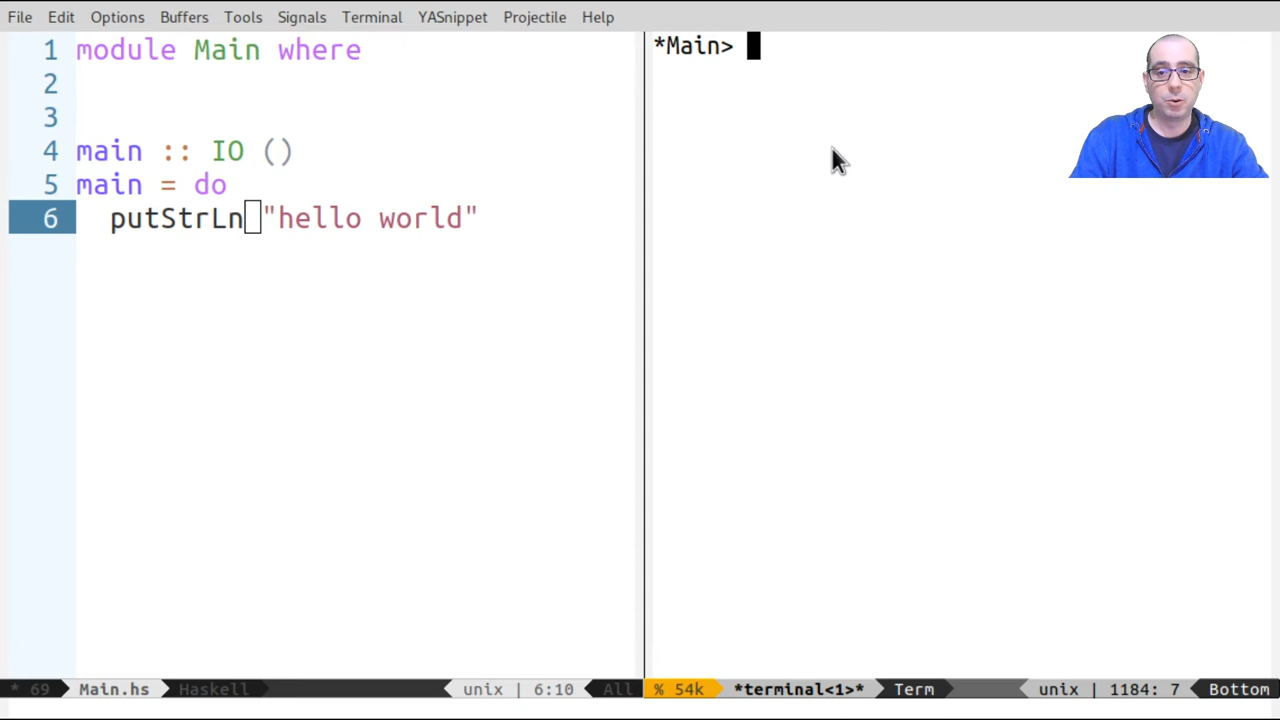 File Edit Options Buffers Tools Signals Terminal YASnippet Projectile Help
1 module Main where
2
3
4 main :: IO ()
5 main = do
6 putStrLn "hello world"
*Main>
* 69 Main.hs Haskell unix | 6:10 All
% 54k *terminal<1>* Term unix | 1184: 7 Bottom